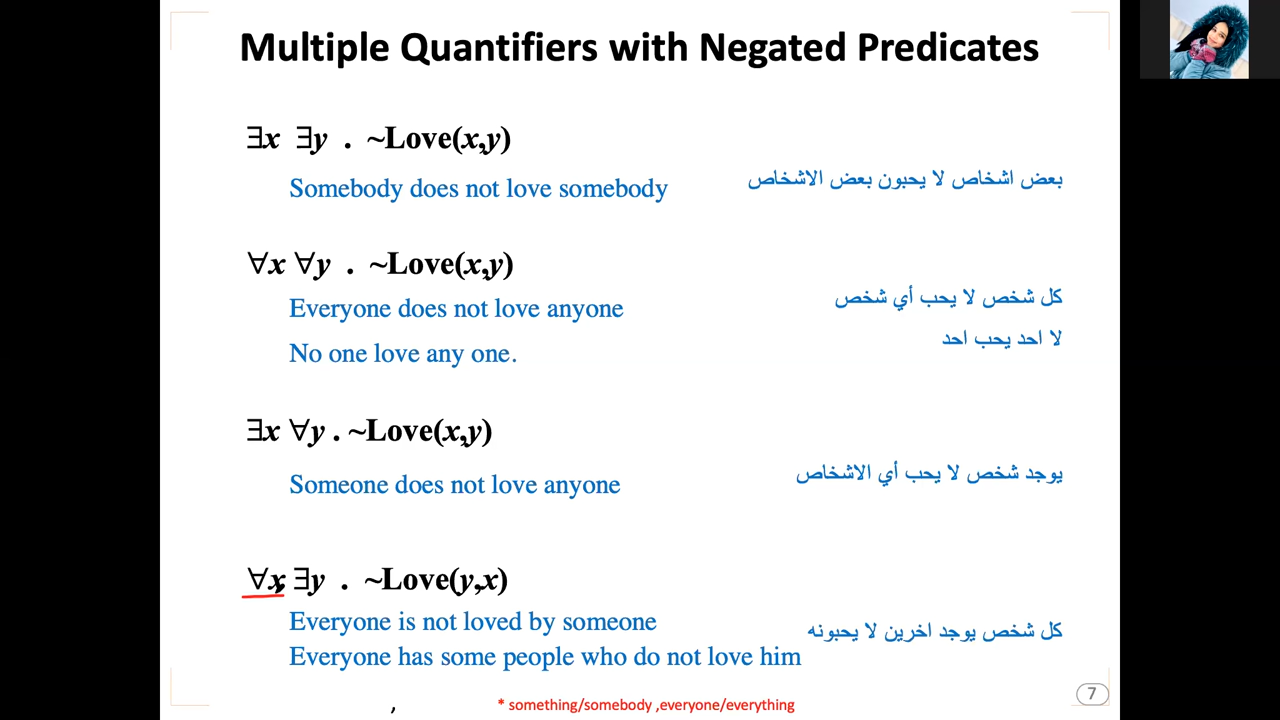 Multiple Quantifiers with Negated Predicates
∃x ∃y . ~Love(x,y)
Somebody does not love somebody
بعض اشخاص لا يحبون بعض الاشخاص
∀x ∀y . ~Love(x,y)
Everyone does not love anyone
كل شخص لا يحب أي شخص
No one love any one.
لا احد يحب احد
∃x ∀y . ~Love(x,y)
Someone does not love anyone
يوجد شخص لا يحب أي الاشخاص
∀x ∃y . ~Love(y,x)
Everyone is not loved by someone
كل شخص يوجد اخرين لا يحبونه
Everyone has some people who do not love him
* something/somebody ,everyone/everything
7